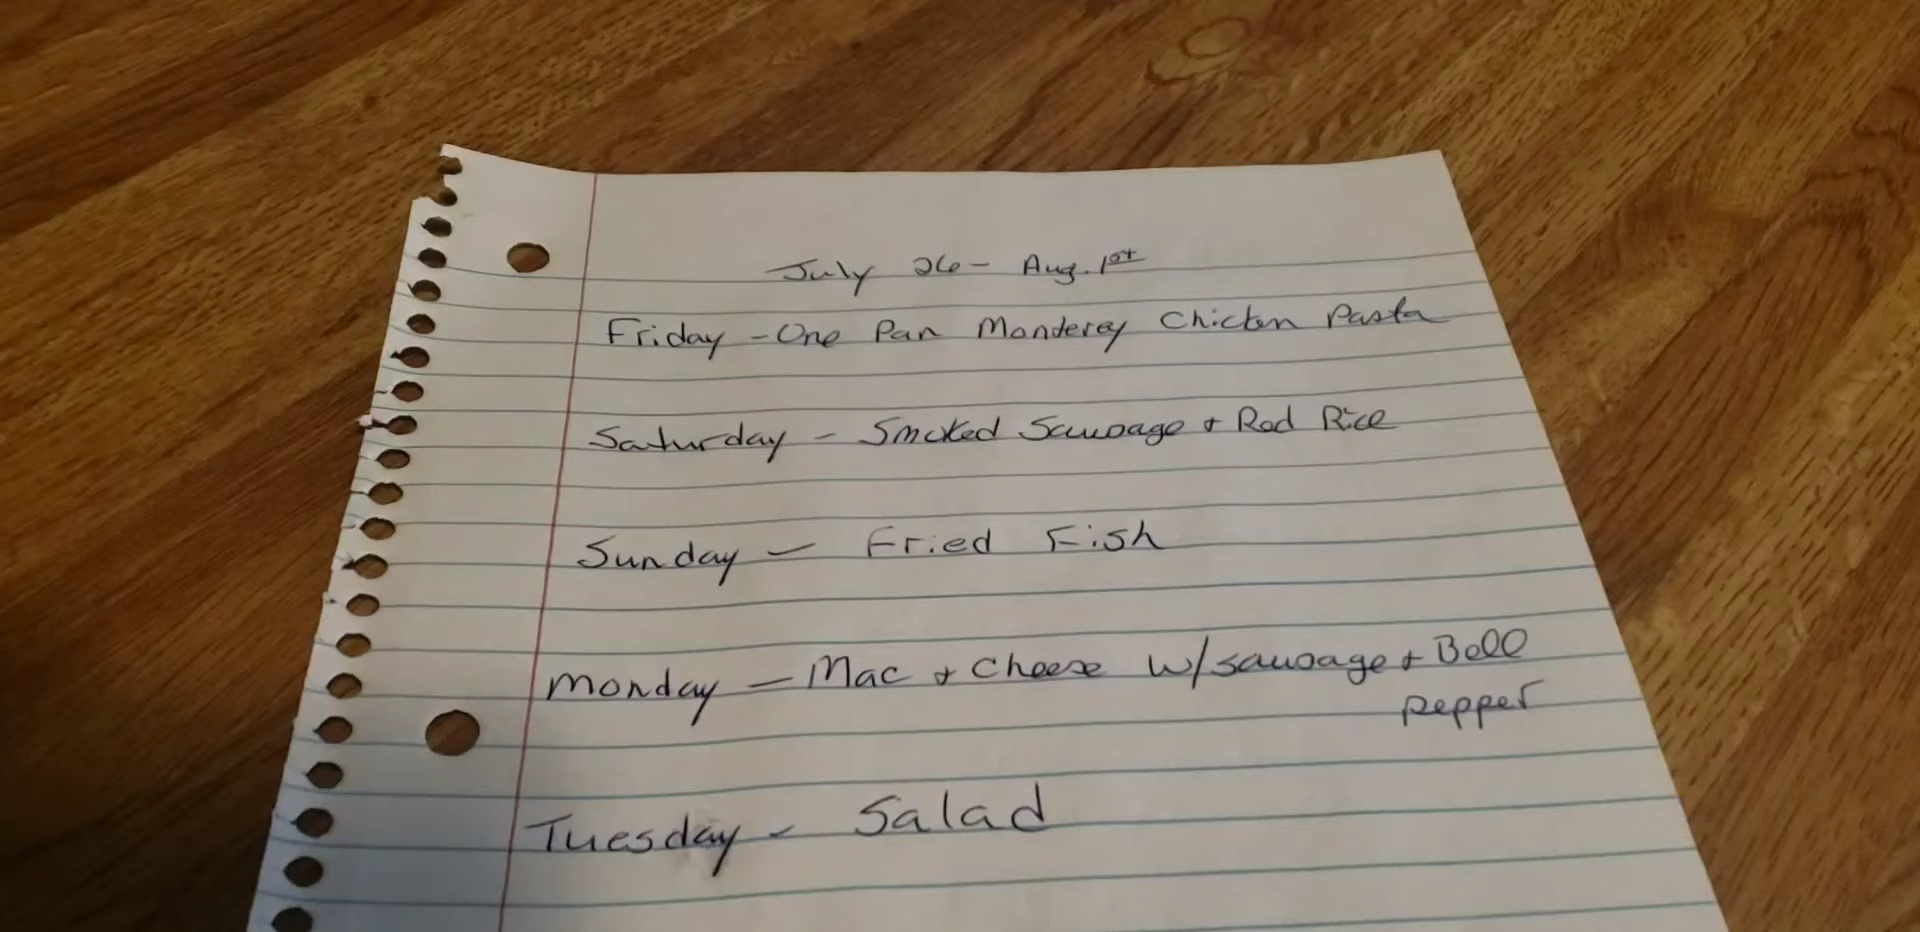 July 26 - Aug. 1st
Friday - One Pan Monderey Chicken Pasta
Saturday - Smoked Sausage + Red Rice
Sunday - Fried Fish
Monday - Mac + Cheese w/sausage + Bell
pepper
Tuesday - Salad